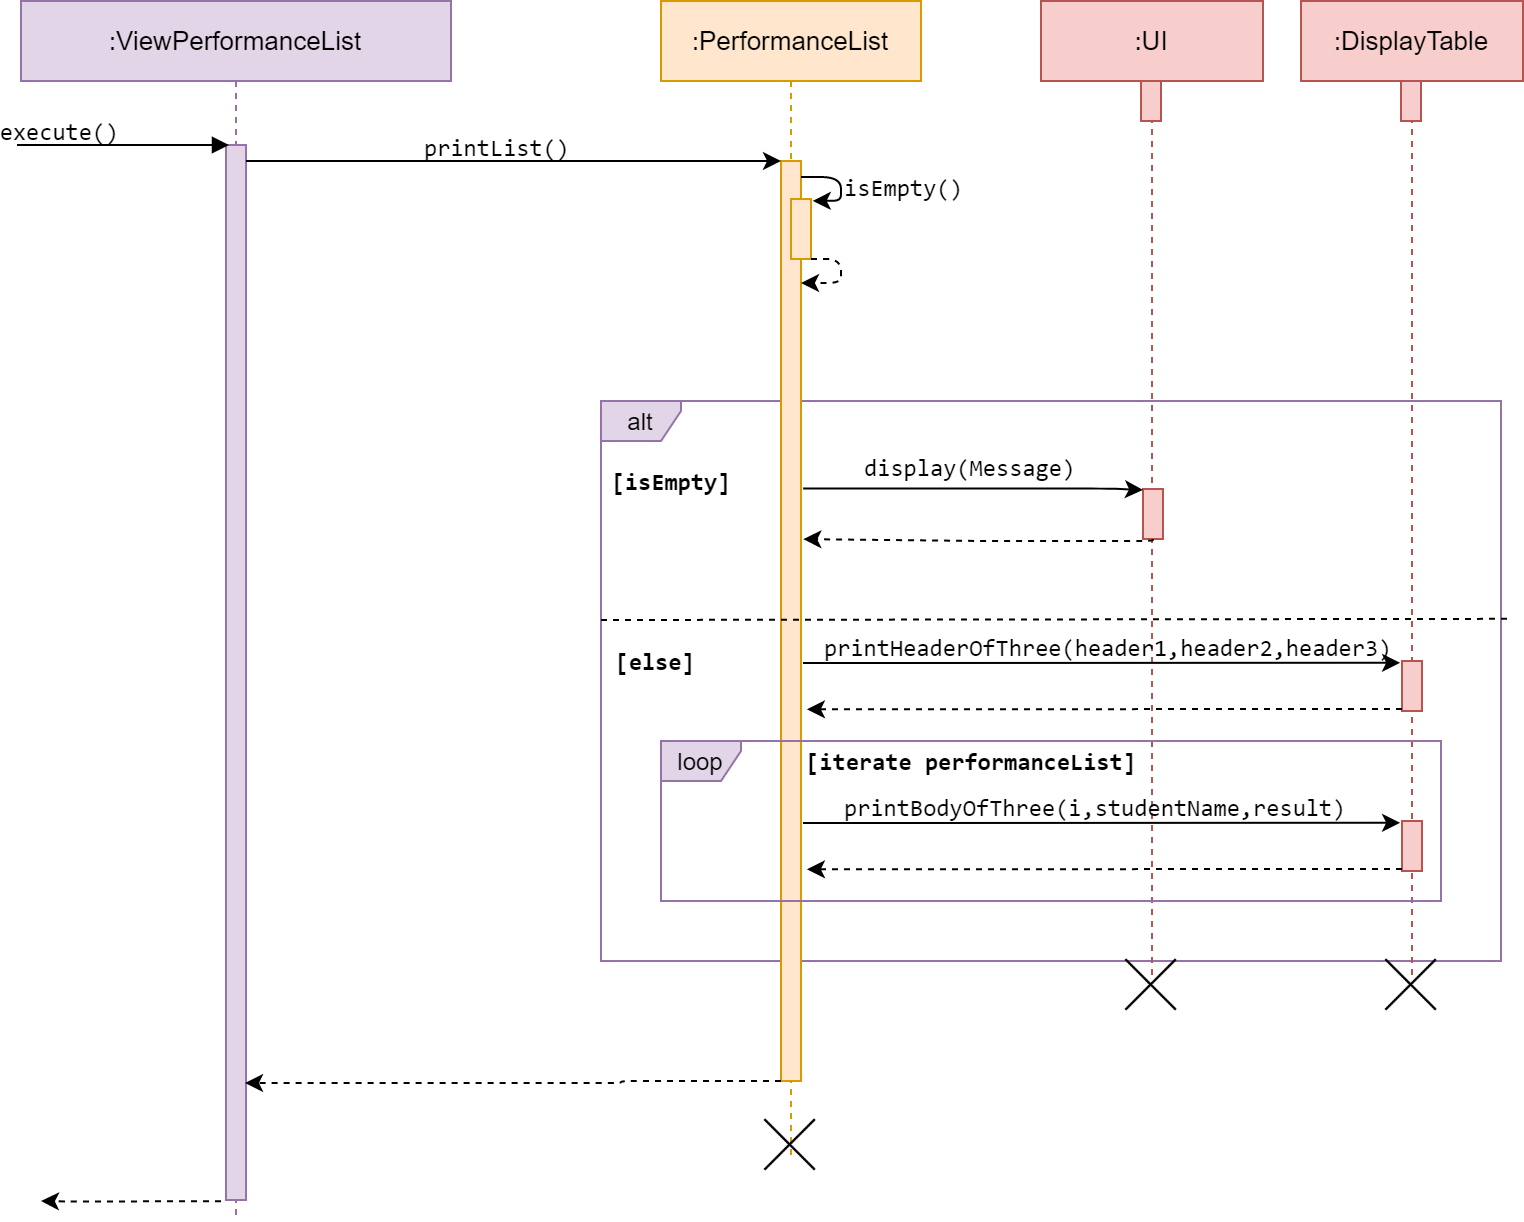 :ViewPerformanceList
:PerformanceList
:UI
:DisplayTable
execute()
printList()
isEmpty()
alt
[isEmpty]
display(Message)
[else]
printHeaderOfThree(header1,header2,header3)
loop
[iterate performanceList]
printBodyOfThree(i,studentName,result)